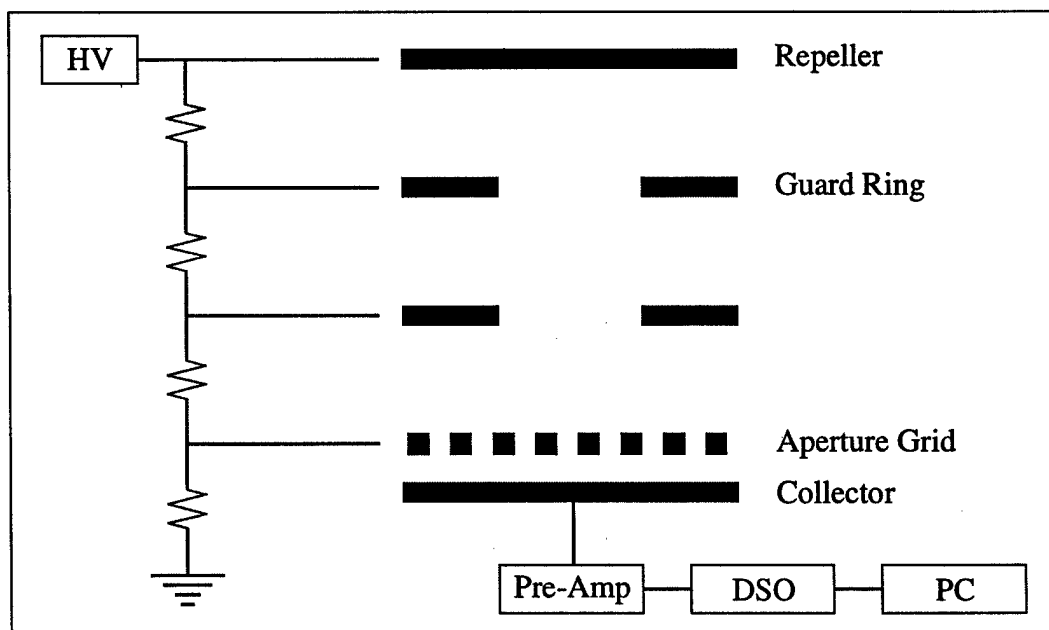 HV
Repeller
Guard Ring
Aperture Grid
Collector
Pre-Amp
DSO
PC